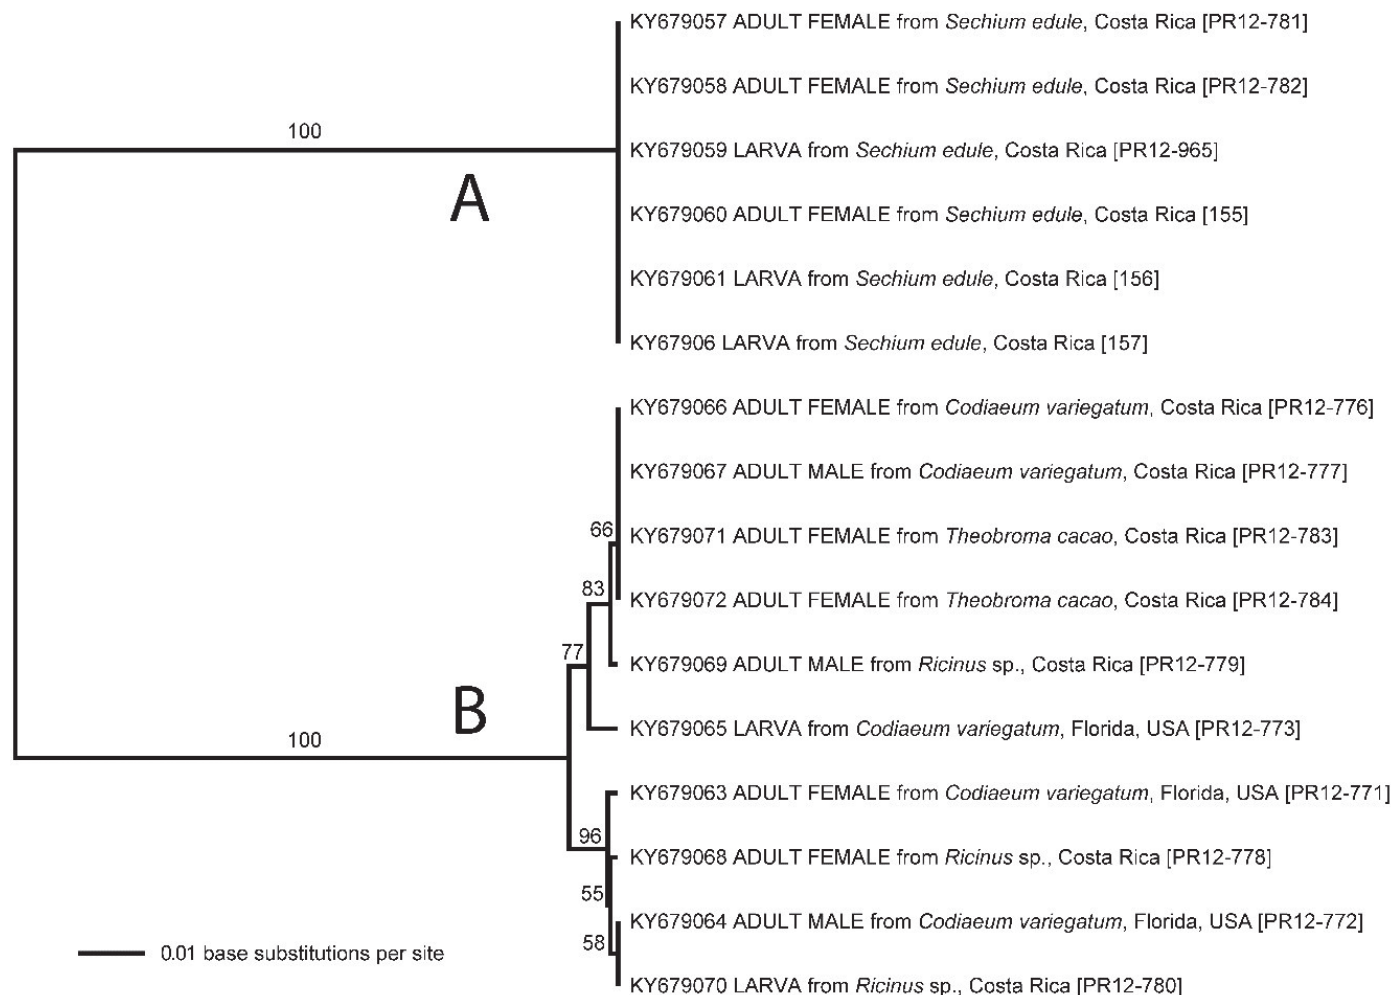 KY679057 ADULT FEMALE from Sechium edule, Costa Rica [PR12-781]
KY679058 ADULT FEMALE from Sechium edule, Costa Rica [PR12-782]
100
KY679059 LARVA from Sechium edule, Costa Rica [PR12-965]
A
KY679060 ADULT FEMALE from Sechium edule, Costa Rica [155]
KY679061 LARVA from Sechium edule, Costa Rica [156]
KY67906 LARVA from Sechium edule, Costa Rica [157]
KY679066 ADULT FEMALE from Codiaeum variegatum, Costa Rica [PR12-776]
KY679067 ADULT MALE from Codiaeum variegatum, Costa Rica [PR12-777]
66
KY679071 ADULT FEMALE from Theobroma cacao, Costa Rica [PR12-783]
83
KY679072 ADULT FEMALE from Theobroma cacao, Costa Rica [PR12-784]
77
KY679069 ADULT MALE from Ricinus sp., Costa Rica [PR12-779]
B
KY679065 LARVA from Codiaeum variegatum, Florida, USA [PR12-773]
100
KY679063 ADULT FEMALE from Codiaeum variegatum, Florida, USA [PR12-771]
96
KY679068 ADULT FEMALE from Ricinus sp., Costa Rica [PR12-778]
55
KY679064 ADULT MALE from Codiaeum variegatum, Florida, USA [PR12-772]
58
0.01 base substitutions per site
KY679070 LARVA from Ricinus sp., Costa Rica [PR12-780]